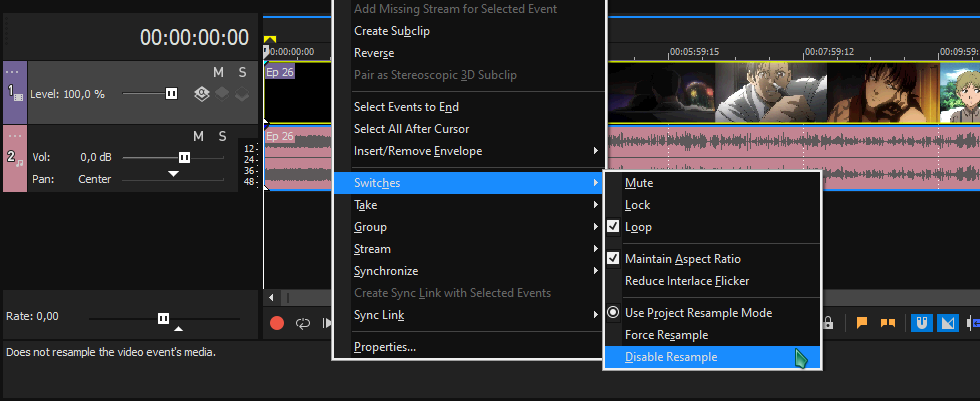 Add Missing Stream for Selected Event
Create Subclip
Reverse
Pair as Stereoscopic 3D Subclip
Select Events to End
Select All After Cursor
Insert/Remove Envelope
Switches
Take
Group
Stream
Synchronize
Create Sync Link with Selected Events
Sync Link
Properties...
Mute
Lock
Loop
Maintain Aspect Ratio
Reduce Interlace Flicker
Use Project Resample Mode
Force Resample
Disable Resample
00:00:00:00
00:00:00:00
00:05:59:15
00:07:59:12
00:09:59:
1
M S
Level: 100,0 %
Ep 26
2
M S
Vol: 0,0 dB
Pan: Center
12-
24-
36-
48-
Ep 26
Rate: 0,00
Does not resample the video event's media.